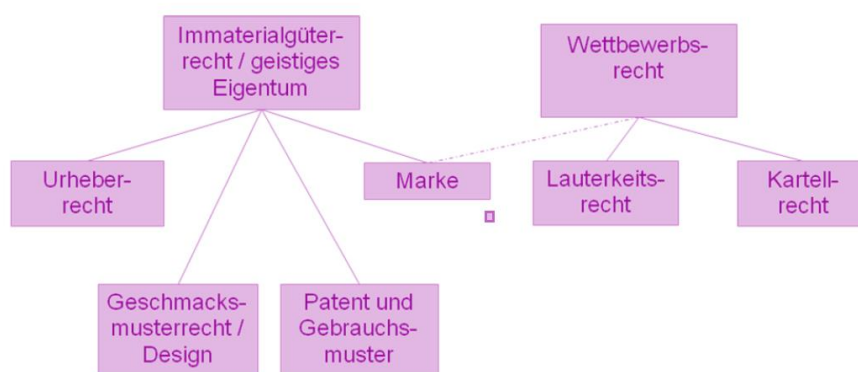 Immaterialgüter-
recht / geistiges
Eigentum
Wettbewerbs-
recht
Urheber-
recht
Marke
Lauterkeits-
recht
Kartell-
recht
Geschmacks-
musterrecht /
Design
Patent und
Gebrauchs-
muster